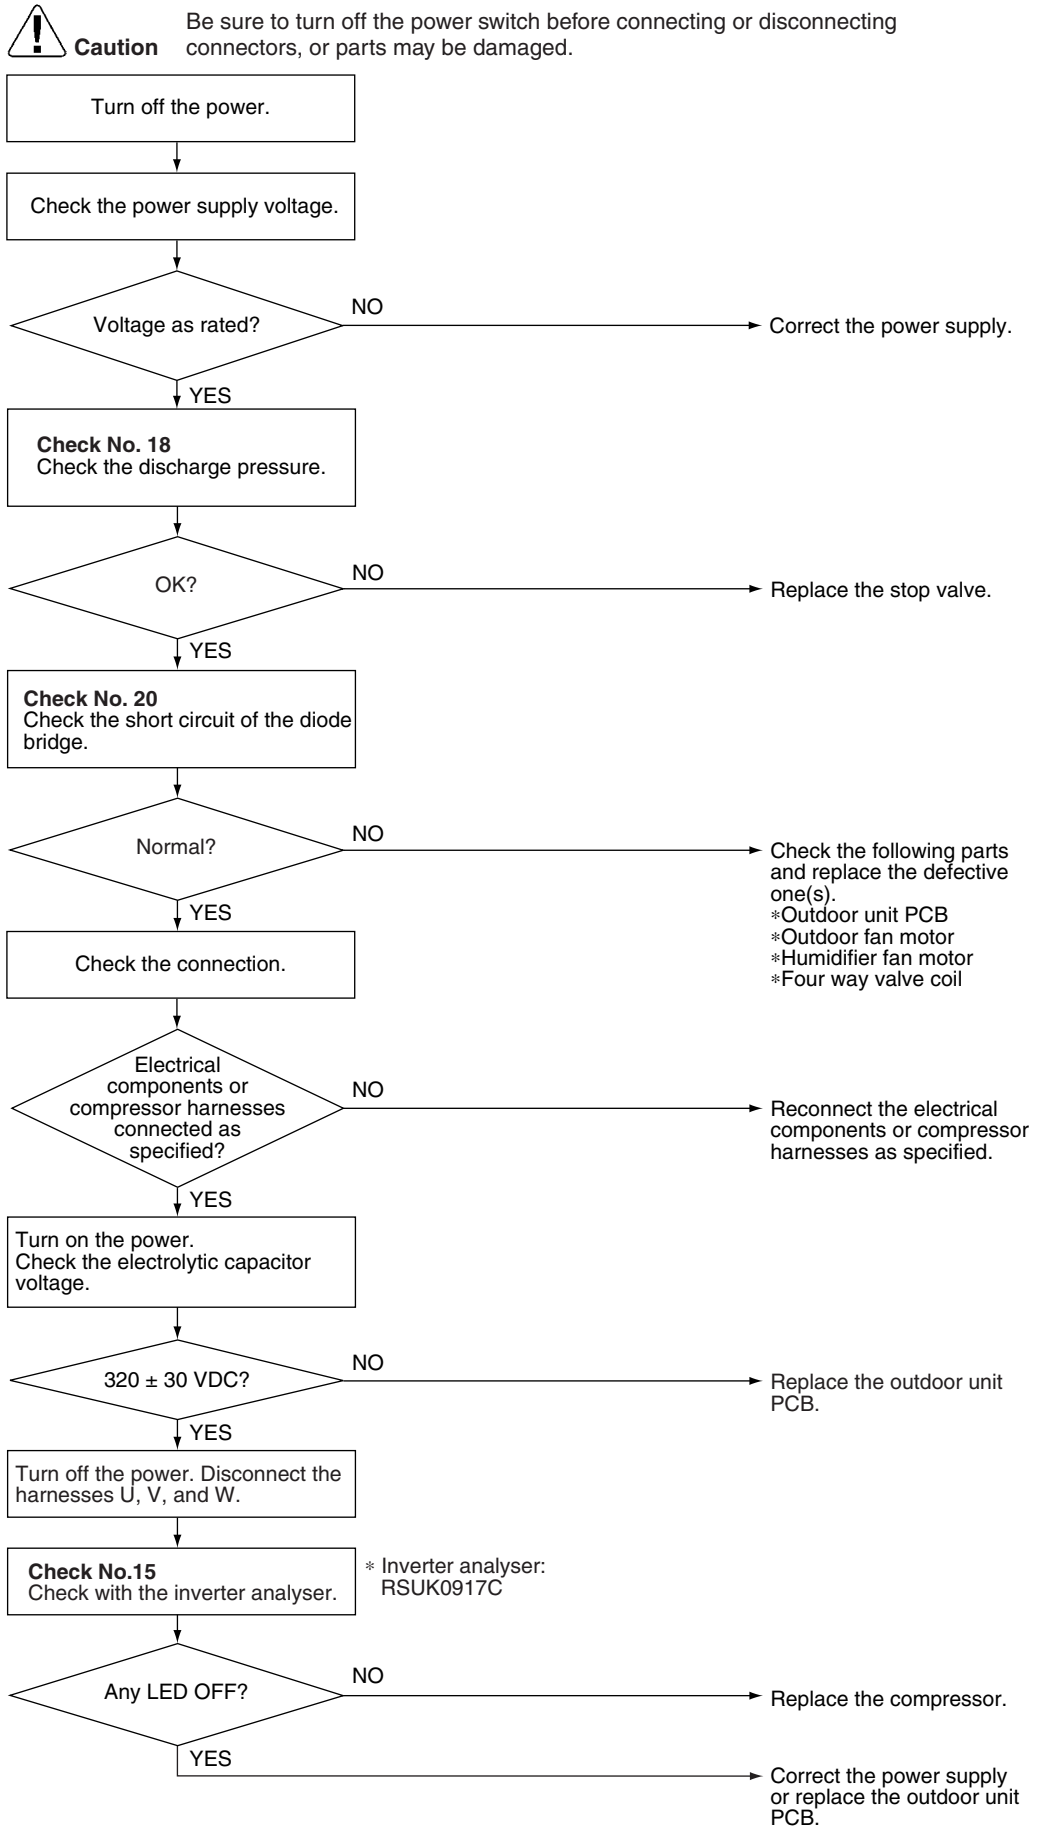 Be sure to turn off the power switch before connecting or disconnecting
Caution connectors, or parts may be damaged.
Turn off the power.
Check the power supply voltage.
Voltage as rated?
NO
Correct the power supply.
YES
Check No. 18
Check the discharge pressure.
OK?
NO
Replace the stop valve.
YES
Check No. 20
Check the short circuit of the diode
bridge.
Normal?
NO
Check the following parts
and replace the defective
one(s).
*Outdoor unit PCB
*Outdoor fan motor
*Humidifier fan motor
*Four way valve coil
YES
Check the connection.
Electrical
components or
compressor harnesses
connected as
specified?
NO
Reconnect the electrical
components or compressor
harnesses as specified.
YES
Turn on the power.
Check the electrolytic capacitor
voltage.
320 ± 30 VDC?
NO
Replace the outdoor unit
PCB.
YES
Turn off the power. Disconnect the
harnesses U, V, and W.
Check No.15
Check with the inverter analyser.
* Inverter analyser:
RSUK0917C
Any LED OFF?
NO
Replace the compressor.
YES
Correct the power supply
or replace the outdoor unit
PCB.